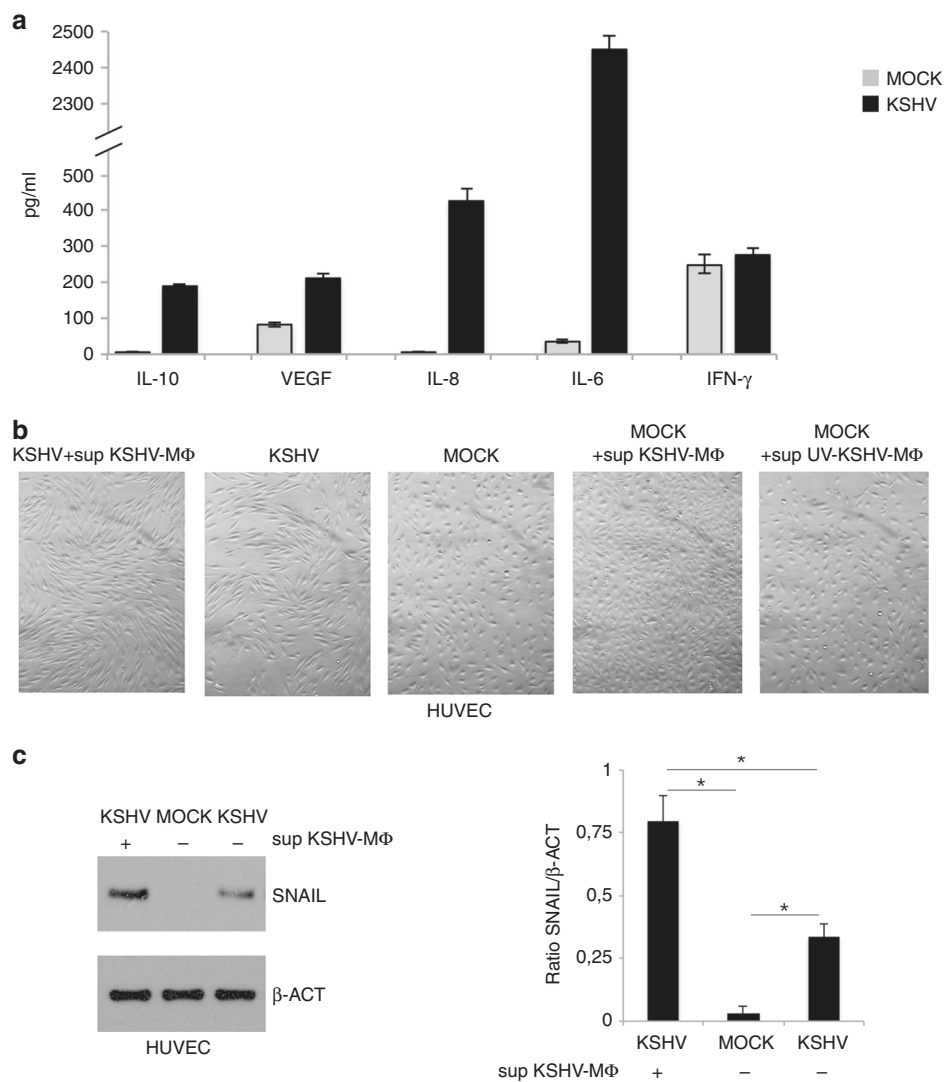 a
2500
2400
2300
500
400
300
200
100
0
pg/ml
MOCK
KSHV
IL-10 VEGF IL-8 IL-6 IFN-γ
b
KSHV+sup KSHV-MΦ
KSHV
MOCK
MOCK
+sup KSHV-MΦ
MOCK
+sup UV-KSHV-MΦ
HUVEC
c
KSHV MOCK KSHV
+ – – sup KSHV-MΦ
SNAIL
β-ACT
HUVEC
1
0,75
0,5
0,25
0
Ratio SNAIL/β-ACT
* * *
KSHV MOCK KSHV
sup KSHV-MΦ + – –